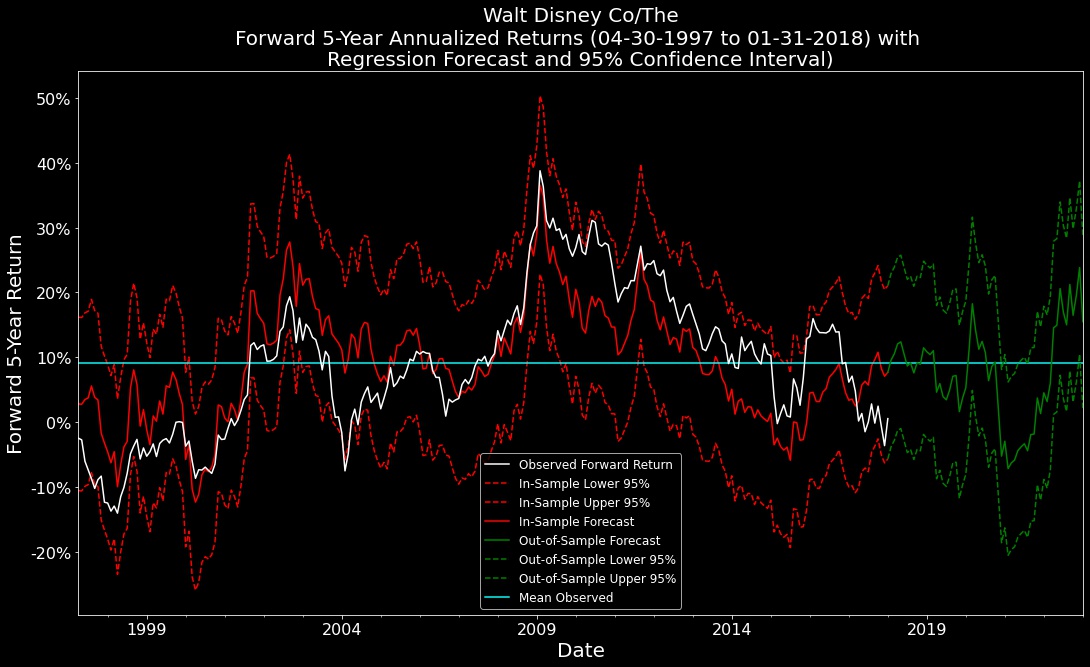 Walt Disney Co/The
Forward 5-Year Annualized Returns (04-30-1997 to 01-31-2018) with
Regression Forecast and 95% Confidence Interval)
Forward 5-Year Return
50%
40%
30%
20%
10%
0%
-10%
-20%
Observed Forward Return
In-Sample Lower 95%
In-Sample Upper 95%
In-Sample Forecast
Out-of-Sample Forecast
Out-of-Sample Lower 95%
Out-of-Sample Upper 95%
Mean Observed
1999 2004 2009 2014 2019
Date